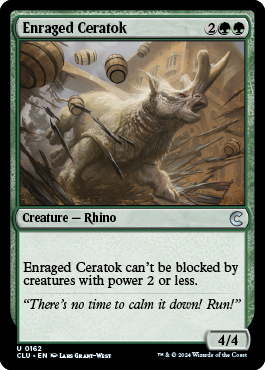 Enraged Ceratok 2
Creature — Rhino
Enraged Ceratok can't be blocked by
creatures with power 2 or less.
“There's no time to calm it down! Run!”
4/4
U 0162
CLU • EN Lars Grant-West
™ & © 2024 Wizards of the Coast